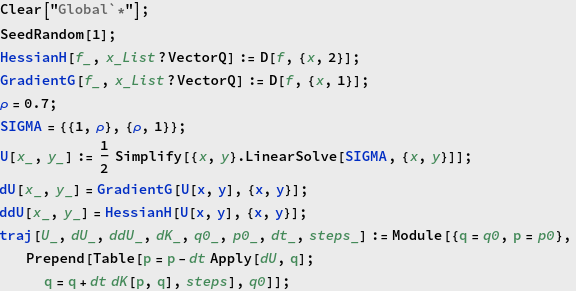 Clear["Global`*"];
SeedRandom[1];
HessianH[f_, x_List?VectorQ] := D[f, {x, 2}];
GradientG[f_, x_List?VectorQ] := D[f, {x, 1}];
ρ = 0.7;
SIGMA = {{1, ρ}, {ρ, 1}};
U[x_, y_] := 1/2 Simplify[{x, y}.LinearSolve[SIGMA, {x, y}]];
dU[x_, y_] = GradientG[U[x, y], {x, y}];
ddU[x_, y_] = HessianH[U[x, y], {x, y}];
traj[U_, dU_, ddU_, dK_, q0_, p0_, dt_, steps_] := Module[{q = q0, p = p0},
Prepend[Table[p = p - dt Apply[dU, q];
q = q + dt dK[p, q], steps], q0]];